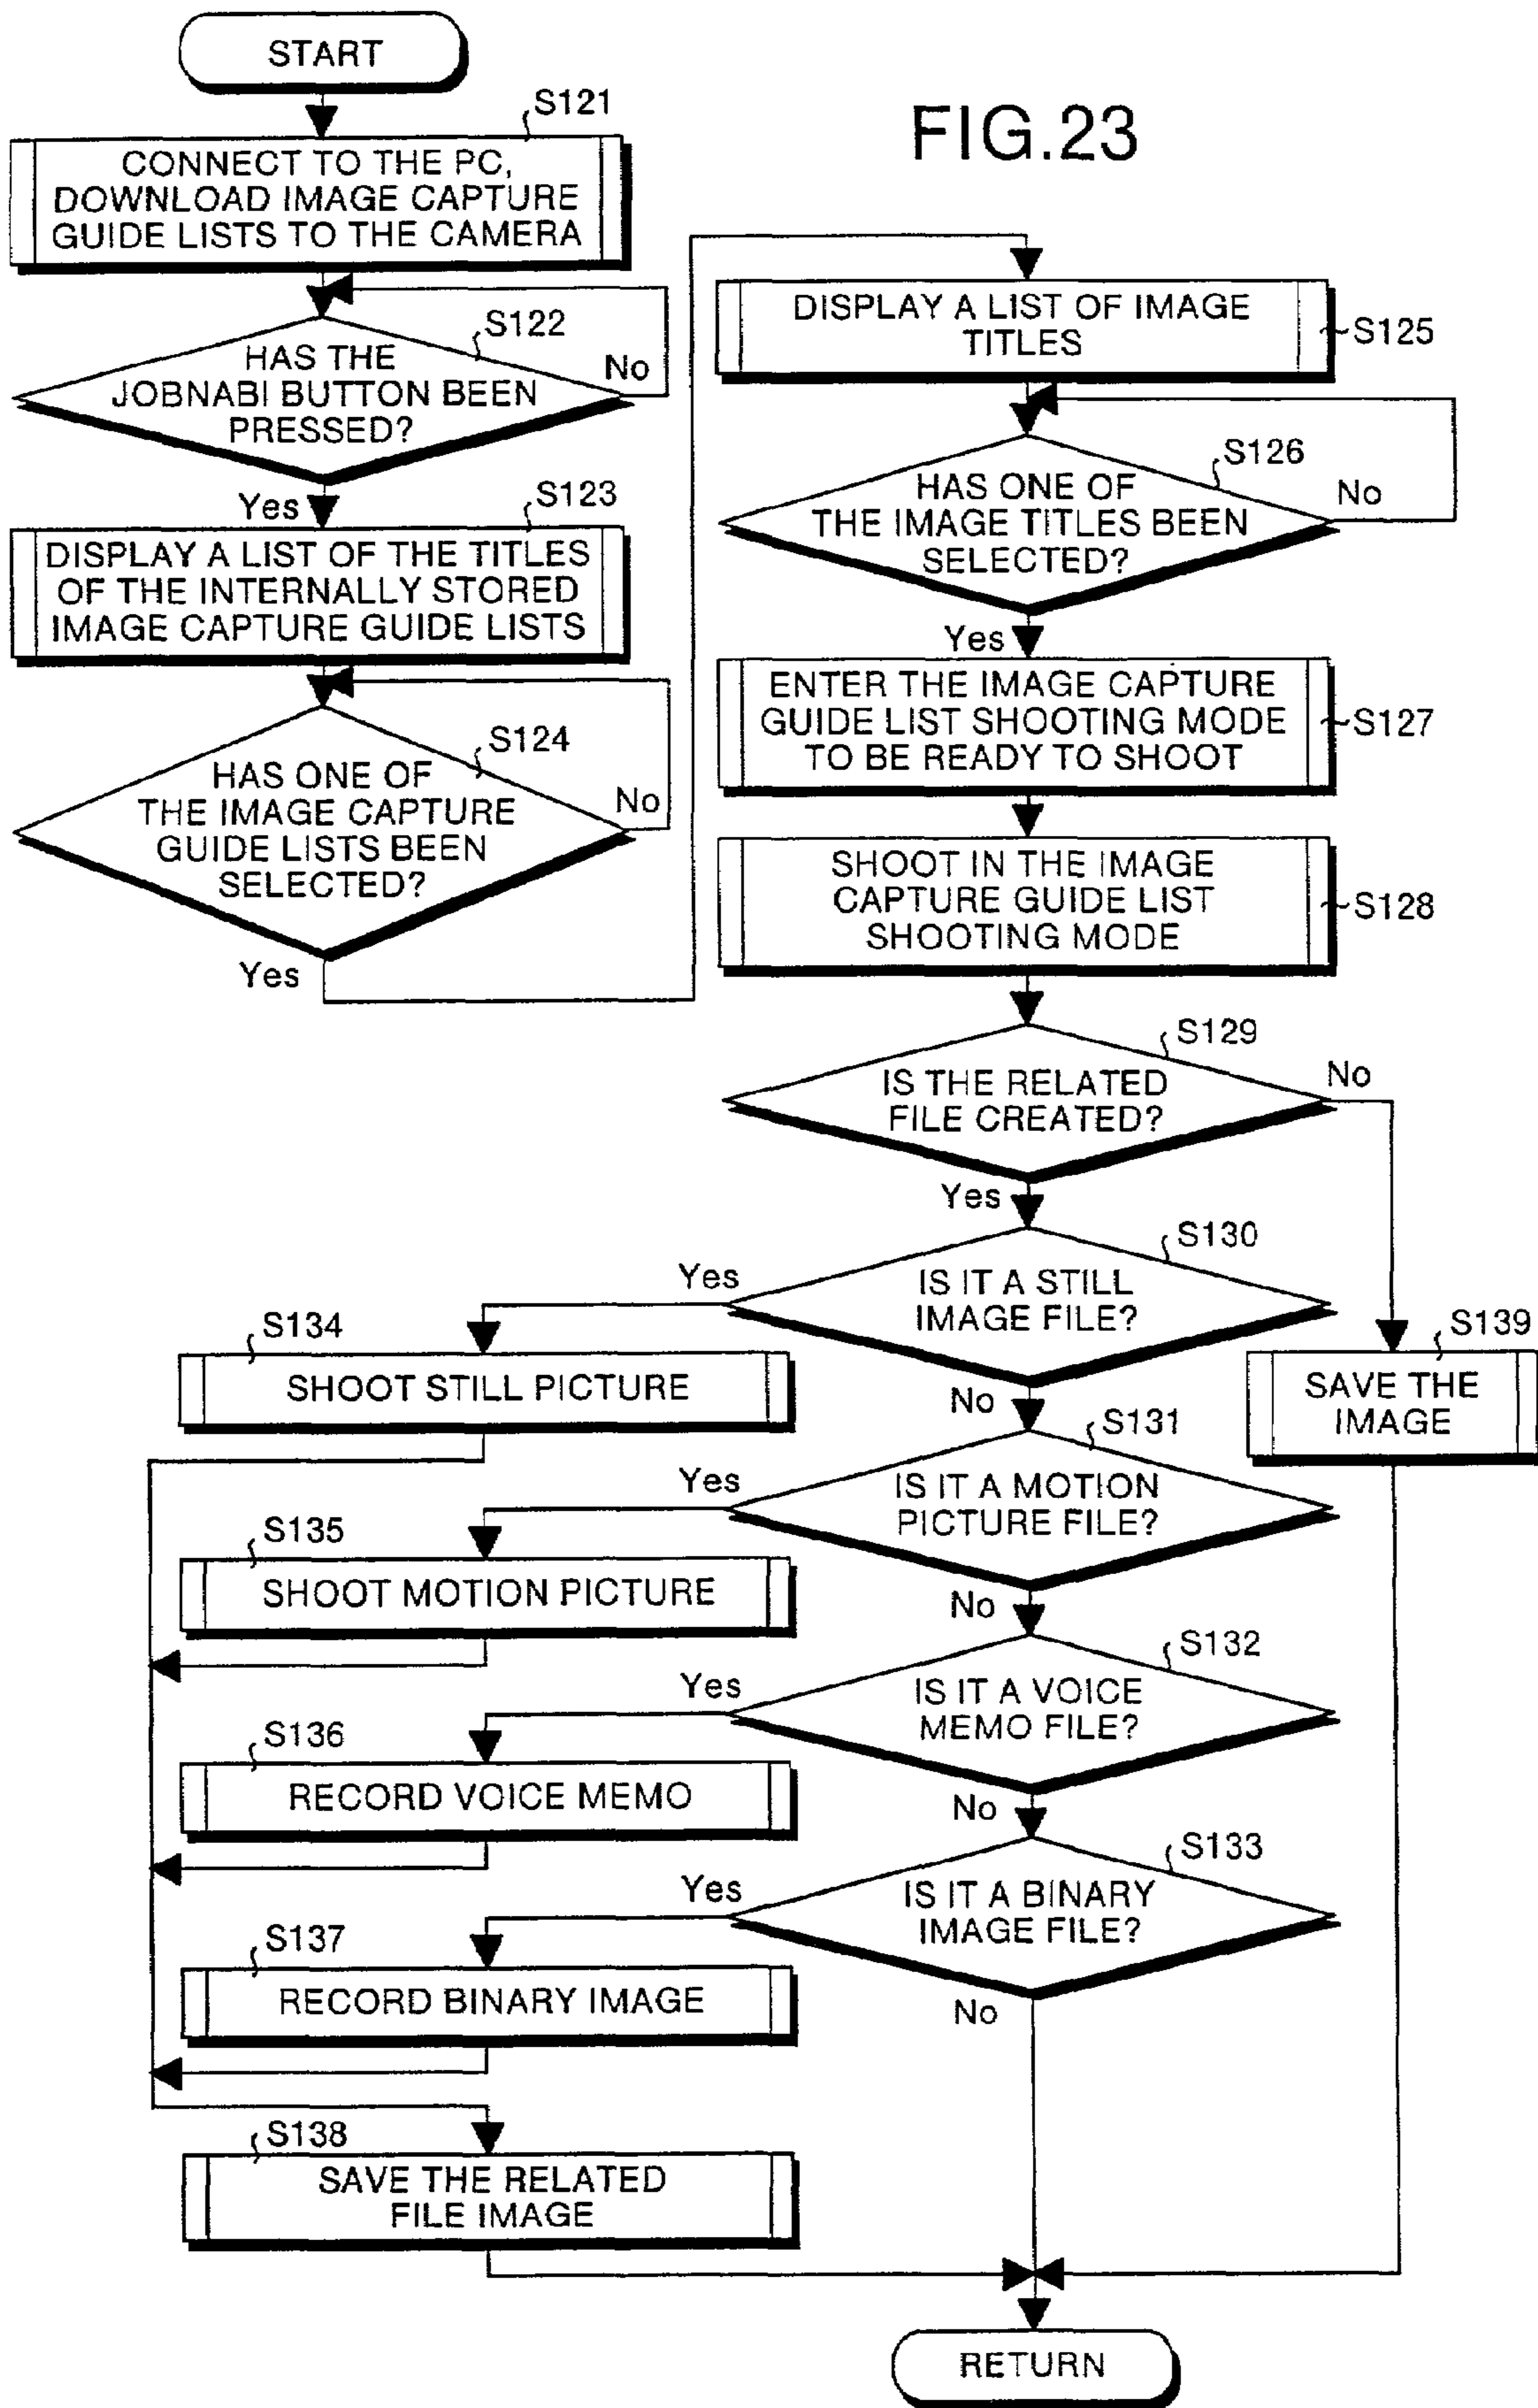 FIG.23
START
S121
CONNECT TO THE PC,
DOWNLOAD IMAGE CAPTURE
GUIDE LISTS TO THE CAMERA
S122
HAS THE
JOBNABI BUTTON BEEN
PRESSED?
No
Yes
S123
DISPLAY A LIST OF THE TITLES
OF THE INTERNALLY STORED
IMAGE CAPTURE GUIDE LISTS
S124
HAS ONE OF
THE IMAGE CAPTURE
GUIDE LISTS BEEN
SELECTED?
No
Yes
DISPLAY A LIST OF IMAGE
TITLES
S125
S126
HAS ONE OF
THE IMAGE TITLES BEEN
SELECTED?
No
Yes
ENTER THE IMAGE CAPTURE
GUIDE LIST SHOOTING MODE
TO BE READY TO SHOOT
S127
SHOOT IN THE IMAGE
CAPTURE GUIDE LIST
SHOOTING MODE
S128
S129
IS THE RELATED
FILE CREATED?
No
Yes
S130
IS IT A STILL
IMAGE FILE?
Yes
No
S134
SHOOT STILL PICTURE
S139
SAVE THE
IMAGE
S131
IS IT A MOTION
PICTURE FILE?
Yes
No
S135
SHOOT MOTION PICTURE
S132
IS IT A VOICE
MEMO FILE?
Yes
No
S136
RECORD VOICE MEMO
S133
IS IT A BINARY
IMAGE FILE?
Yes
No
S137
RECORD BINARY IMAGE
S138
SAVE THE RELATED
FILE IMAGE
RETURN